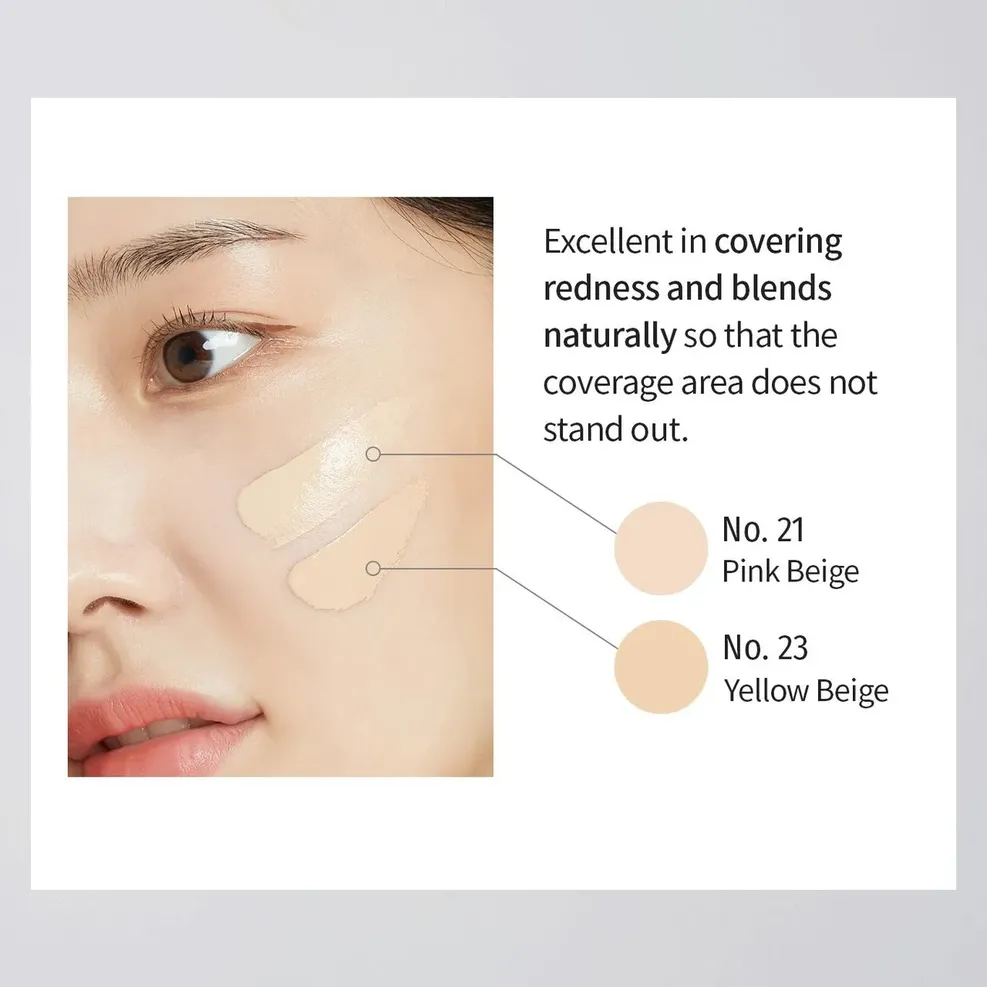 Excellent in covering
redness and blends
naturally so that the
coverage area does not
stand out.
No. 21
Pink Beige
No. 23
Yellow Beige